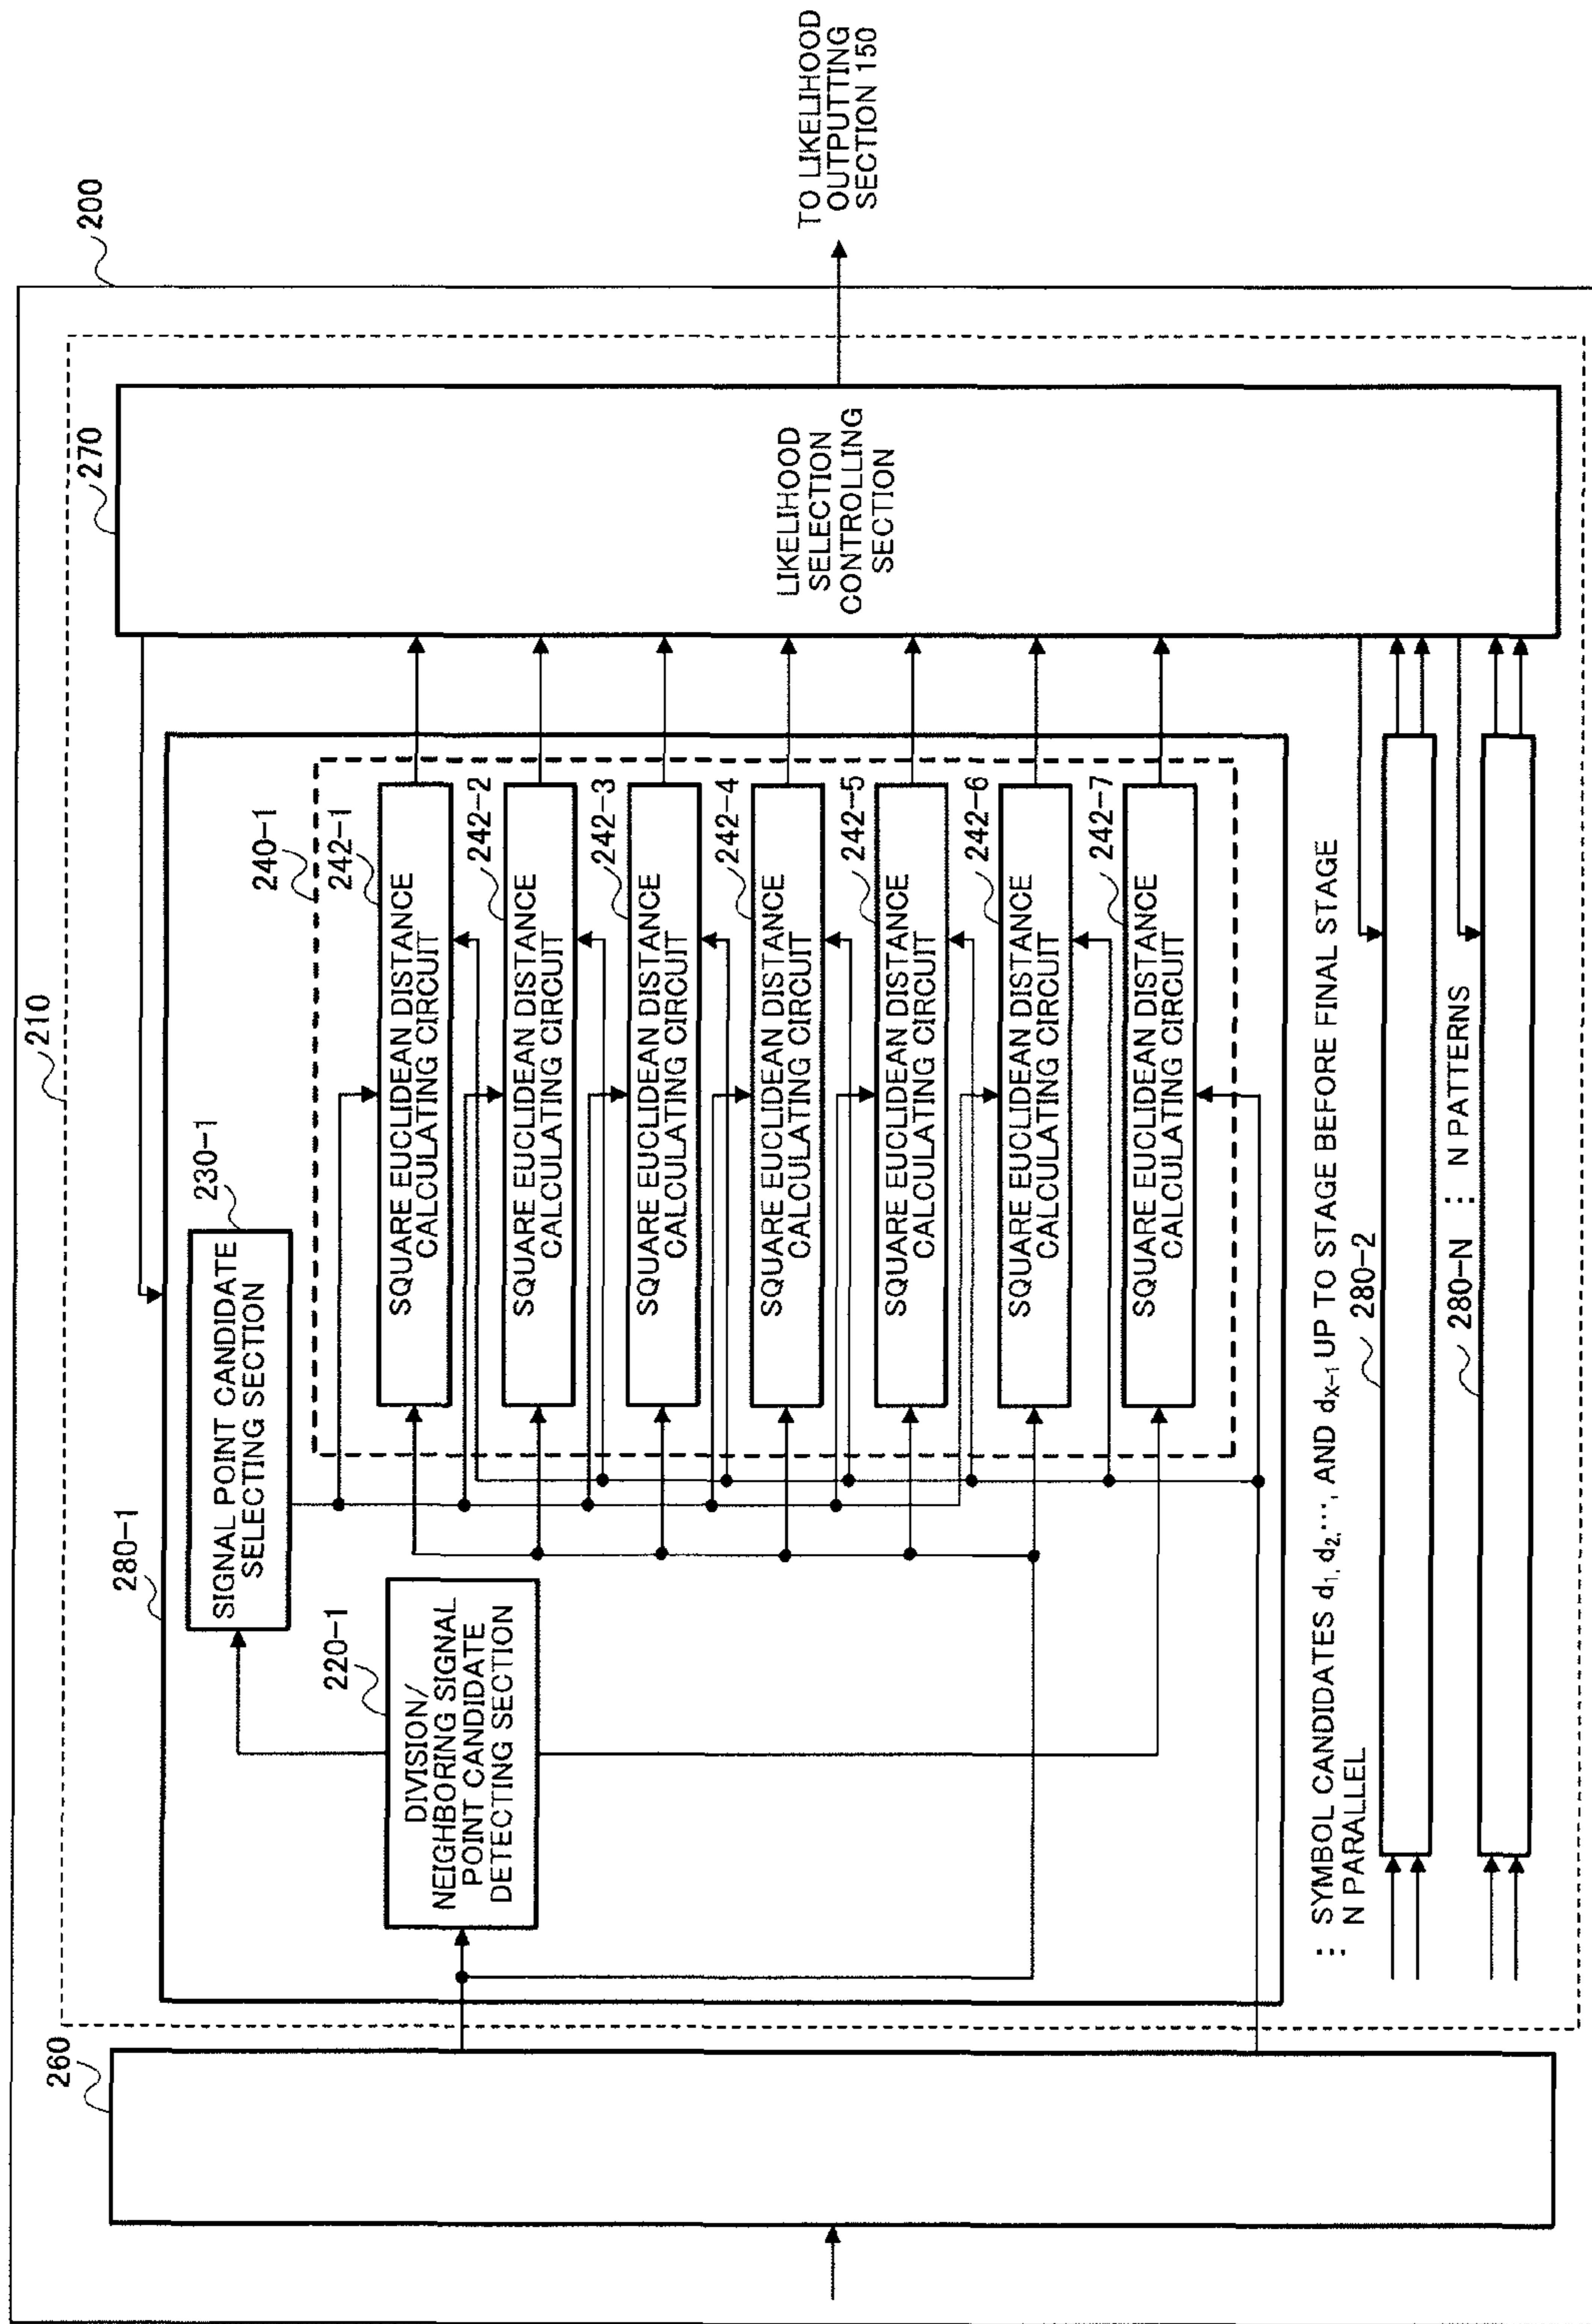 200
210
260
280-1
220-1
DIVISION/
NEIGHBORING SIGNAL
POINT CANDIDATE
DETECTING SECTION
230-1
SIGNAL POINT CANDIDATE
SELECTING SECTION
240-1
242-1
SQUARE EUCLIDEAN DISTANCE
CALCULATING CIRCUIT
242-2
SQUARE EUCLIDEAN DISTANCE
CALCULATING CIRCUIT
242-3
SQUARE EUCLIDEAN DISTANCE
CALCULATING CIRCUIT
242-4
SQUARE EUCLIDEAN DISTANCE
CALCULATING CIRCUIT
242-5
SQUARE EUCLIDEAN DISTANCE
CALCULATING CIRCUIT
242-6
SQUARE EUCLIDEAN DISTANCE
CALCULATING CIRCUIT
242-7
SQUARE EUCLIDEAN DISTANCE
CALCULATING CIRCUIT
270
LIKELIHOOD
SELECTION
CONTROLLING
SECTION
TO LIKELIHOOD
OUTPUTTING
SECTION 150
⋮ SYMBOL CANDIDATES d₁, d₂, ···, AND dₓ₋₁ UP TO STAGE BEFORE FINAL STAGE
N PARALLEL
280-2
280-N ⋮ N PATTERNS